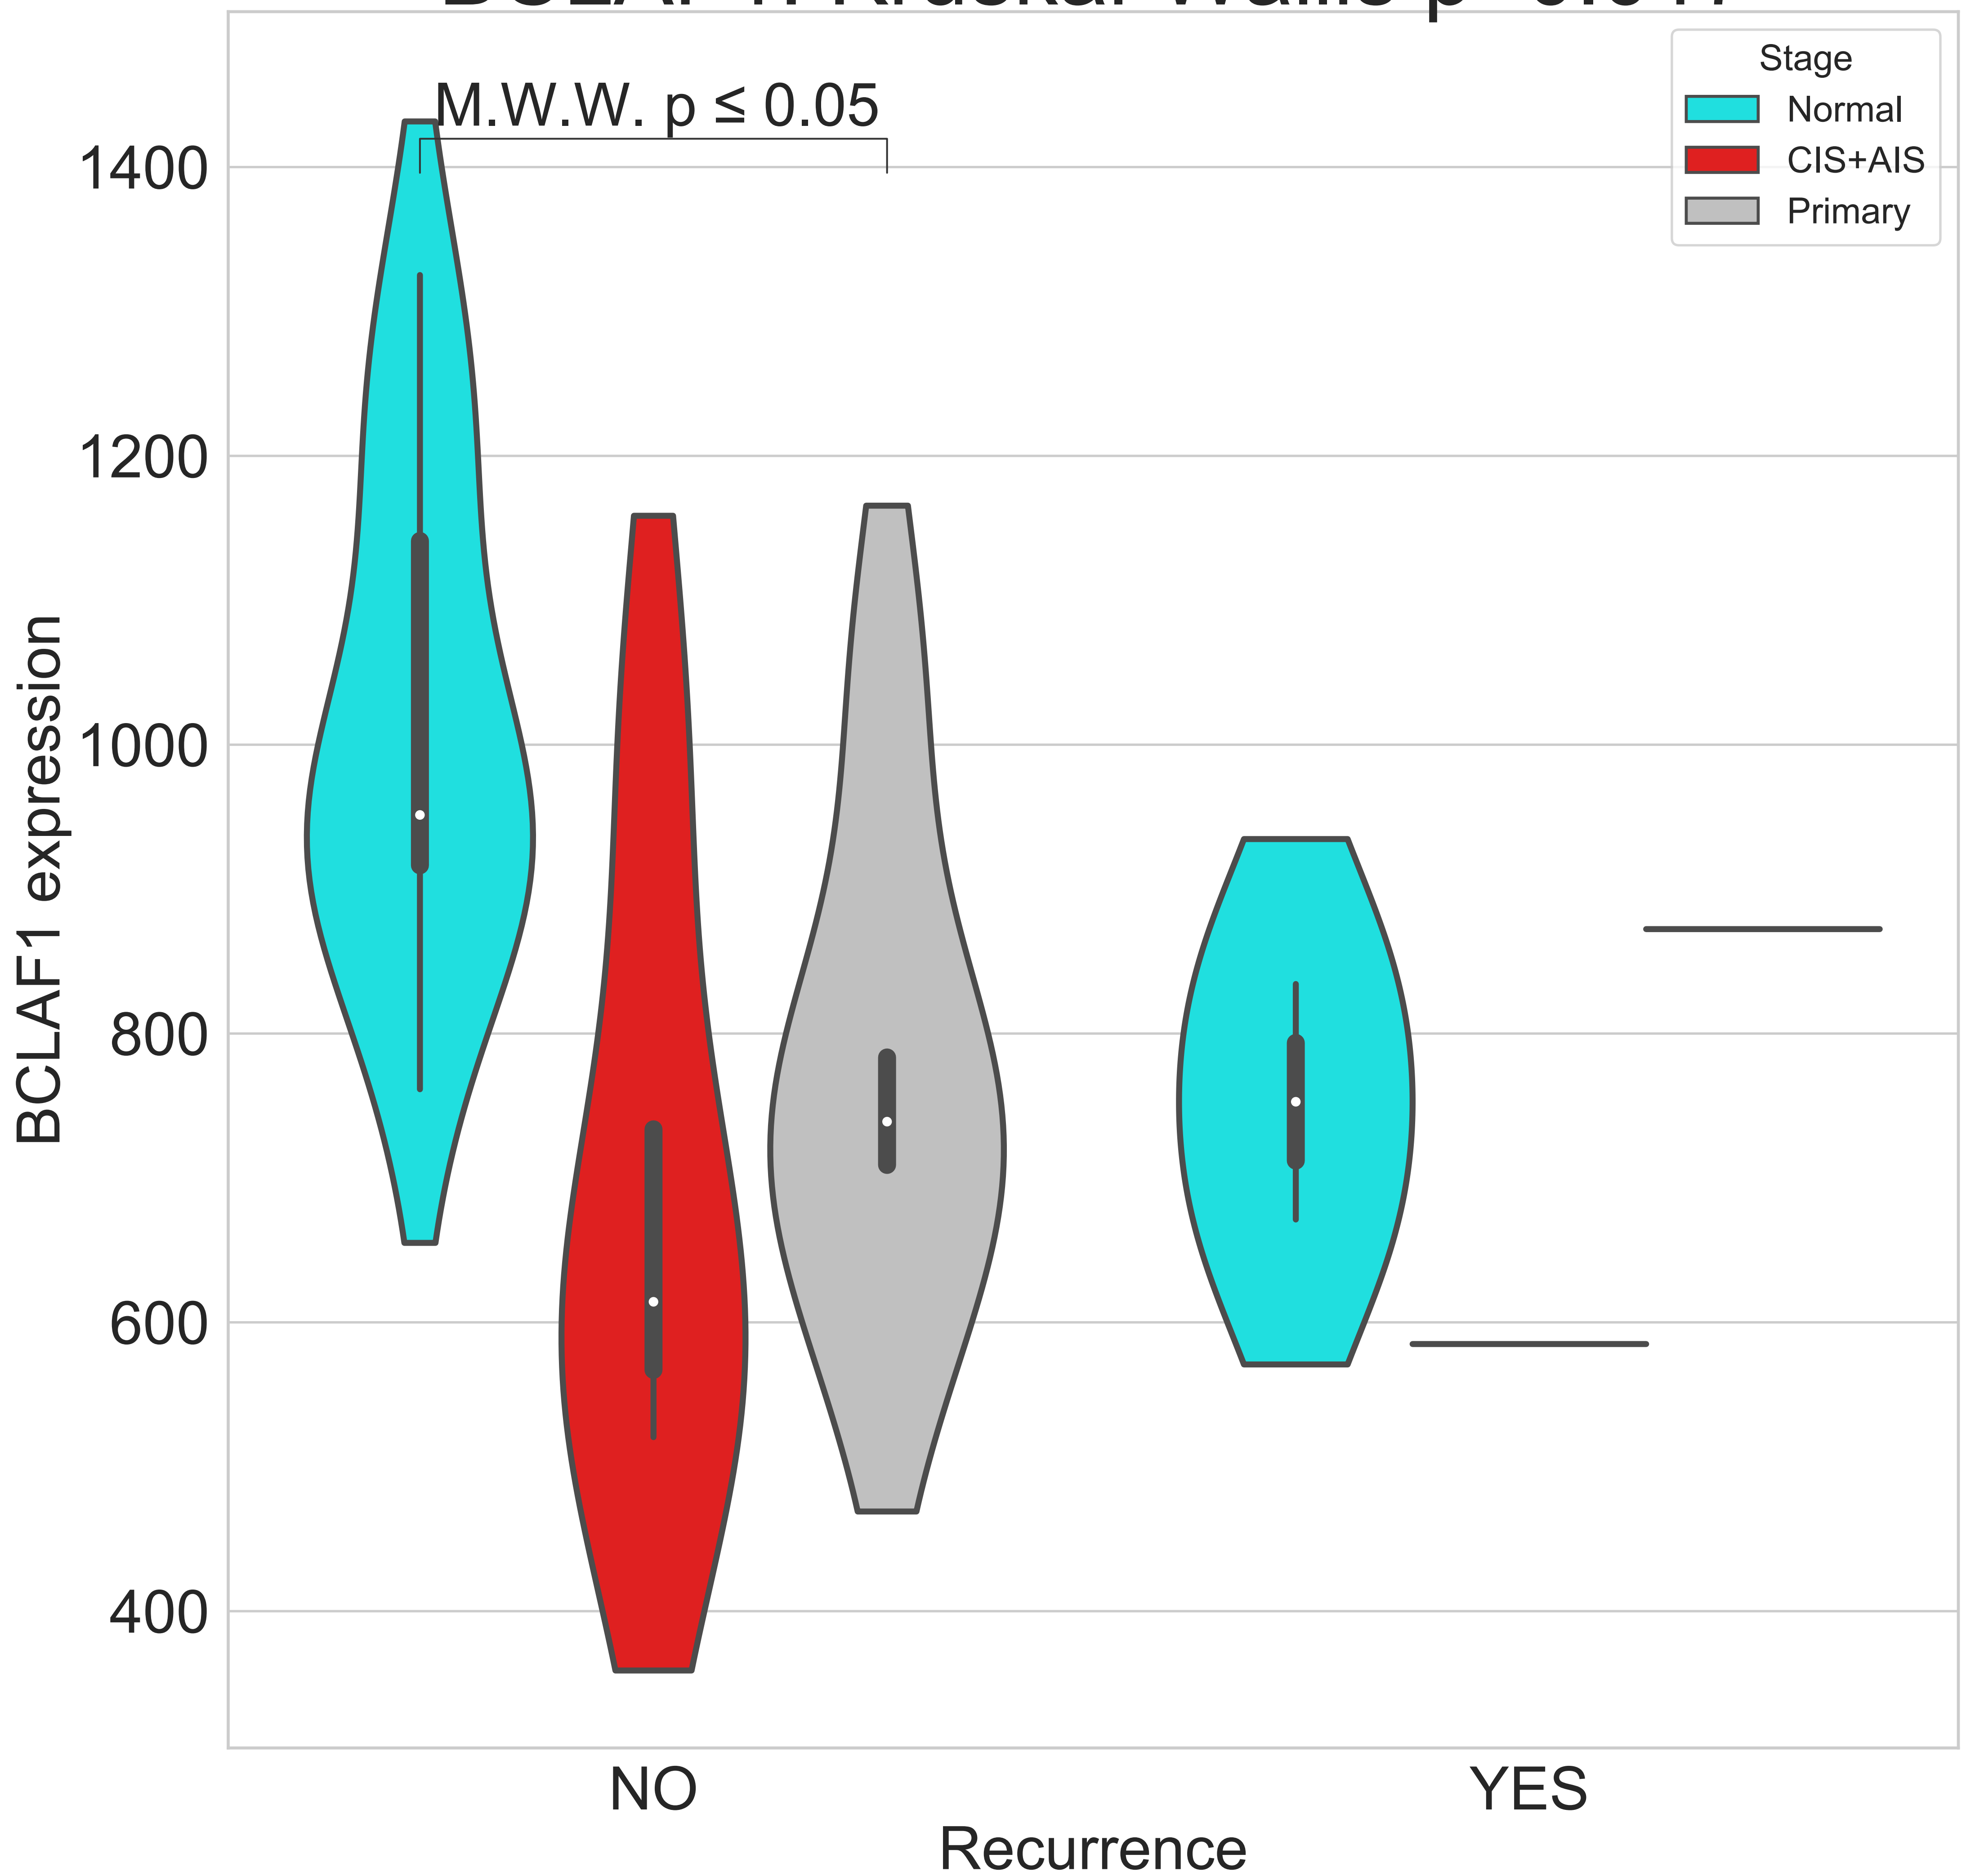 M.W.W. p ≤ 0.05
Stage
Normal
CIS+AIS
Primary
1400
1200
1000
800
600
400
BCLAF1 expression
NO
YES
Recurrence